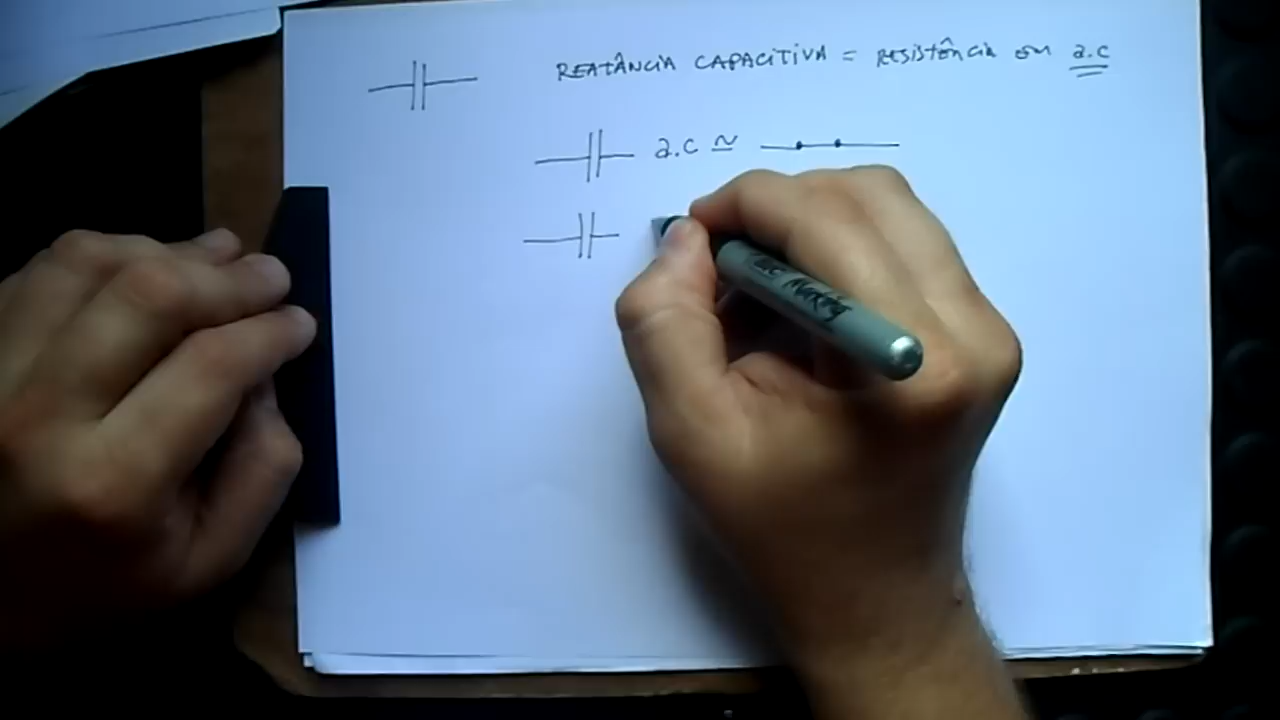 REATÂNCIA CAPACITIVA = RESISTÊNCIA EM a.c
a.c ≃